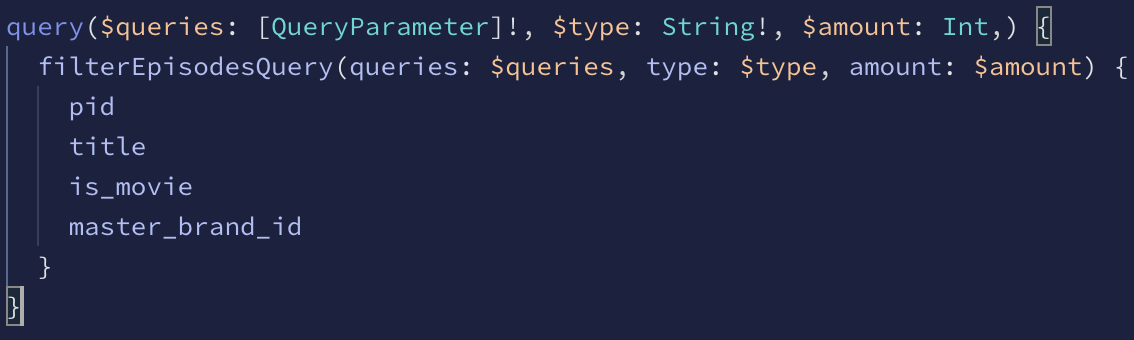 query($queries: [QueryParameter]!, $type: String!, $amount: Int,) {
  filterEpisodesQuery(queries: $queries, type: $type, amount: $amount) {
    pid
    title
    is_movie
    master_brand_id
  }
}